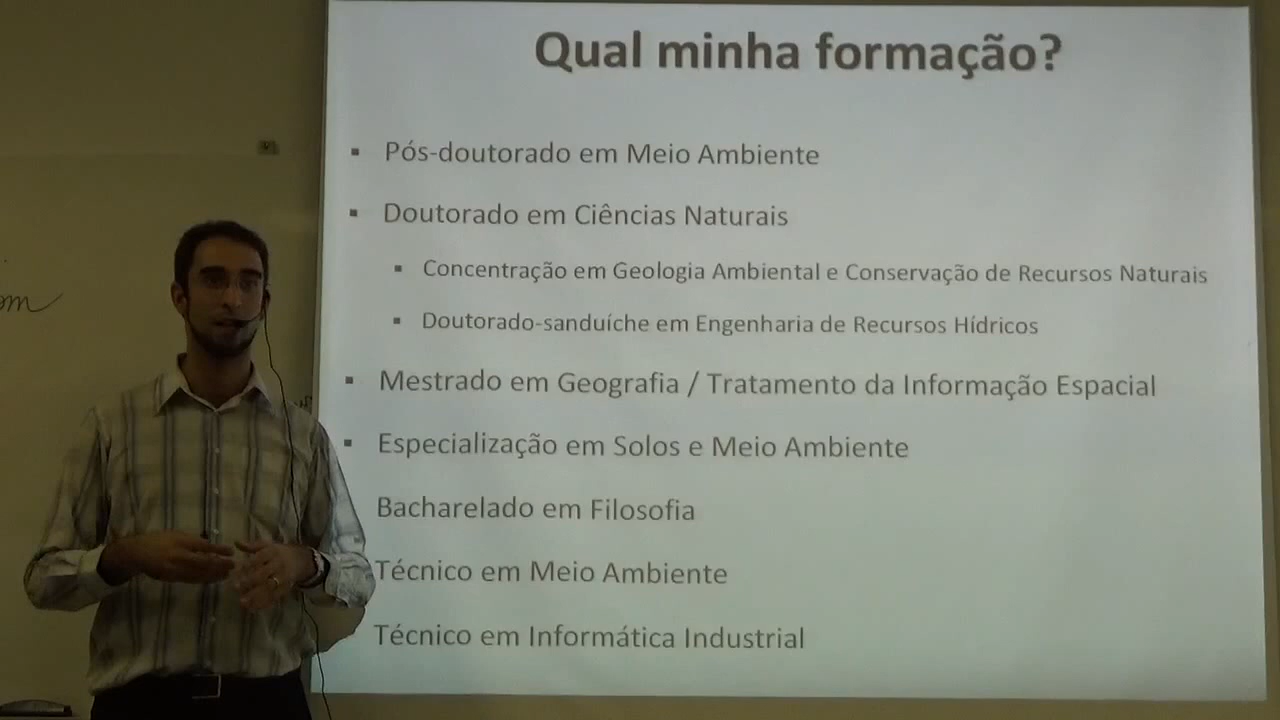 Qual minha formação?
Pós-doutorado em Meio Ambiente
Doutorado em Ciências Naturais
Concentração em Geologia Ambiental e Conservação de Recursos Naturais
Doutorado-sanduíche em Engenharia de Recursos Hídricos
Mestrado em Geografia / Tratamento da Informação Espacial
Especialização em Solos e Meio Ambiente
Bacharelado em Filosofia
Técnico em Meio Ambiente
Técnico em Informática Industrial